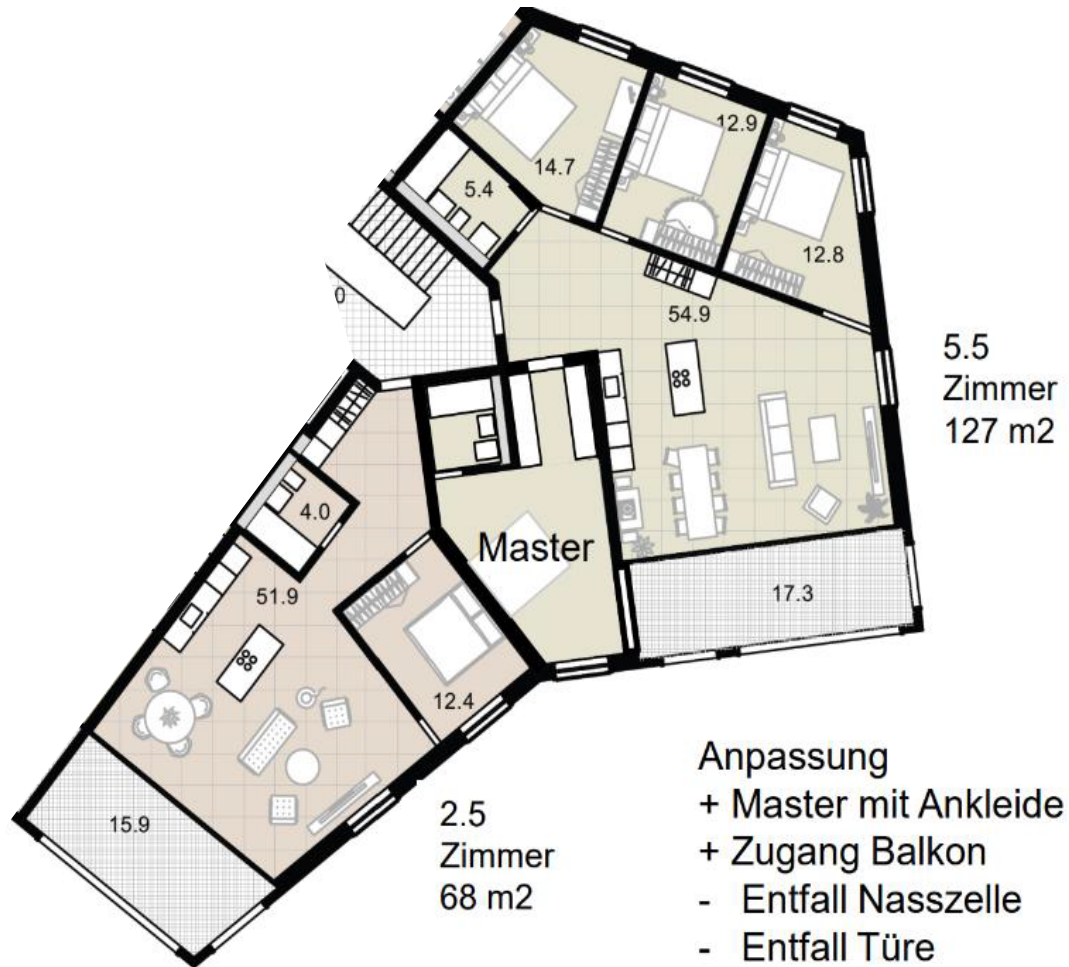 12.9
14.7
5.4
12.8
0
54.9
5.5
Zimmer
127 m2
4.0
Master
51.9
17.3
12.4
15.9
2.5
Zimmer
68 m2
Anpassung
+ Master mit Ankleide
+ Zugang Balkon
- Entfall Nasszelle
- Entfall Türe